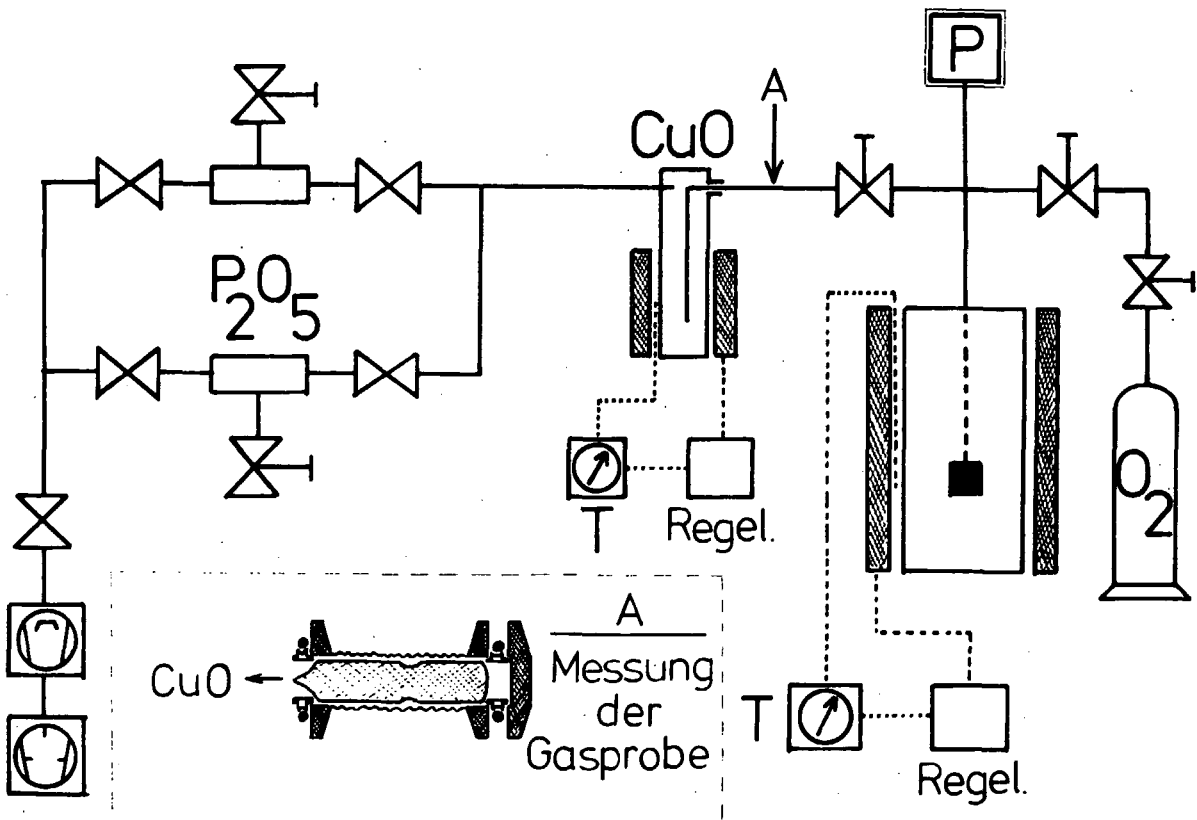 P
A
CuO
P2O5
O2
T
Regel.
A
Messung
der
Gasprobe
CuO
T
Regel.